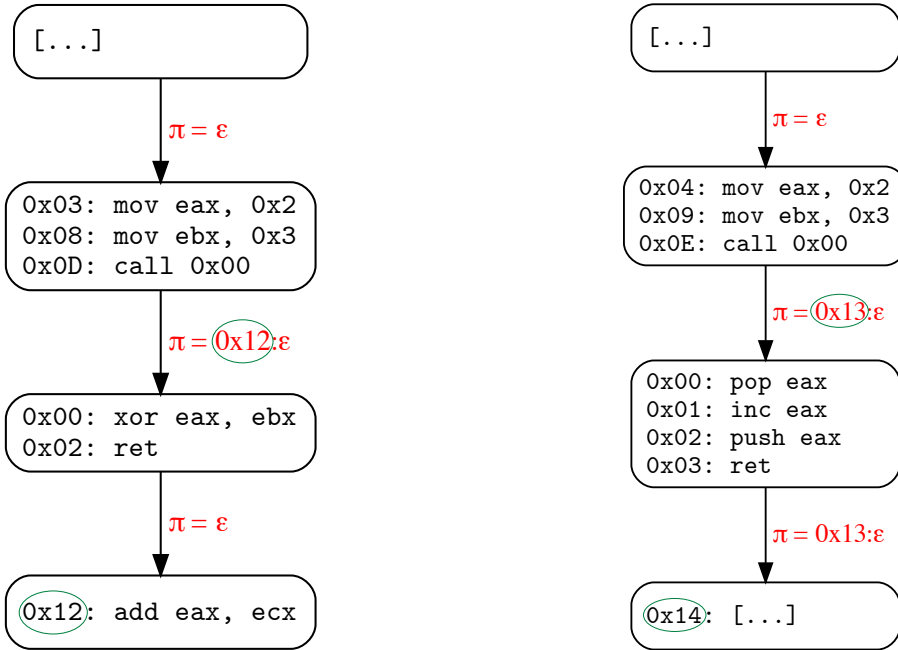 [...]
π = ε
0x03: mov eax, 0x2
0x08: mov ebx, 0x3
0x0D: call 0x00
π = 0x12:ε
0x00: xor eax, ebx
0x02: ret
π = ε
0x12: add eax, ecx
[...]
π = ε
0x04: mov eax, 0x2
0x09: mov ebx, 0x3
0x0E: call 0x00
π = 0x13:ε
0x00: pop eax
0x01: inc eax
0x02: push eax
0x03: ret
π = 0x13:ε
0x14: [...]